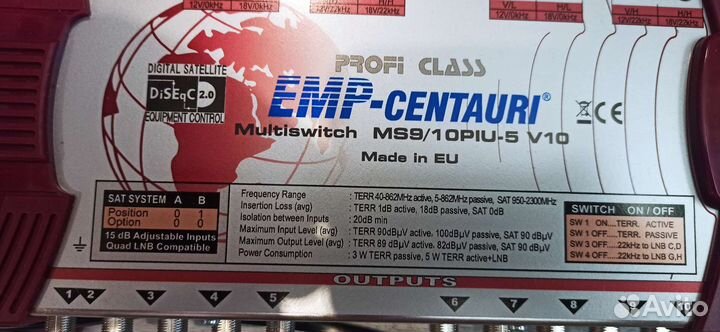 V/L H/L H/H V/L H/L V/H H/H
12V/0kHz 18V/0kHz 18V/22kHz 12V/0kHz 18V/0kHz 12V/22kHz 18V/22kHz
PROFI CLASS
DIGITAL SATELLITE
DiSEqC 2.0
EQUIPMENT CONTROL
EMP-CENTAURI®
Multiswitch MS9/10PIU-5 V10
Made in EU
CE
SAT SYSTEM A B
Position 0 1
Option 0 0
15 dB Adjustable Inputs
Quad LNB Compatible
Frequency Range : TERR 40-862MHz active, 5-862MHz passive, SAT 950-2300MHz
Insertion Loss (avg) : TERR 1dB active, 18dB passive, SAT 0dB
Isolation between Inputs : 20dB min
Maximum Input Level (avg) : TERR 90dBµV active, 100dBµV passive, SAT 90 dBµV
Maximum Output Level (avg) : TERR 89 dBµV active, 82dBµV passive, SAT 90 dBµV
Power Consumption : 3 W TERR passive, 5 W TERR active+LNB
SWITCH ON / OFF
SW 1 ON.....TERR. ACTIVE
SW 1 OFF....TERR. PASSIVE
SW 3 OFF....22kHz to LNB C,D
SW 4 OFF....22kHz to LNB G,H
OUTPUTS
1 2 3 4 5 6 7 8 9 10
Avito